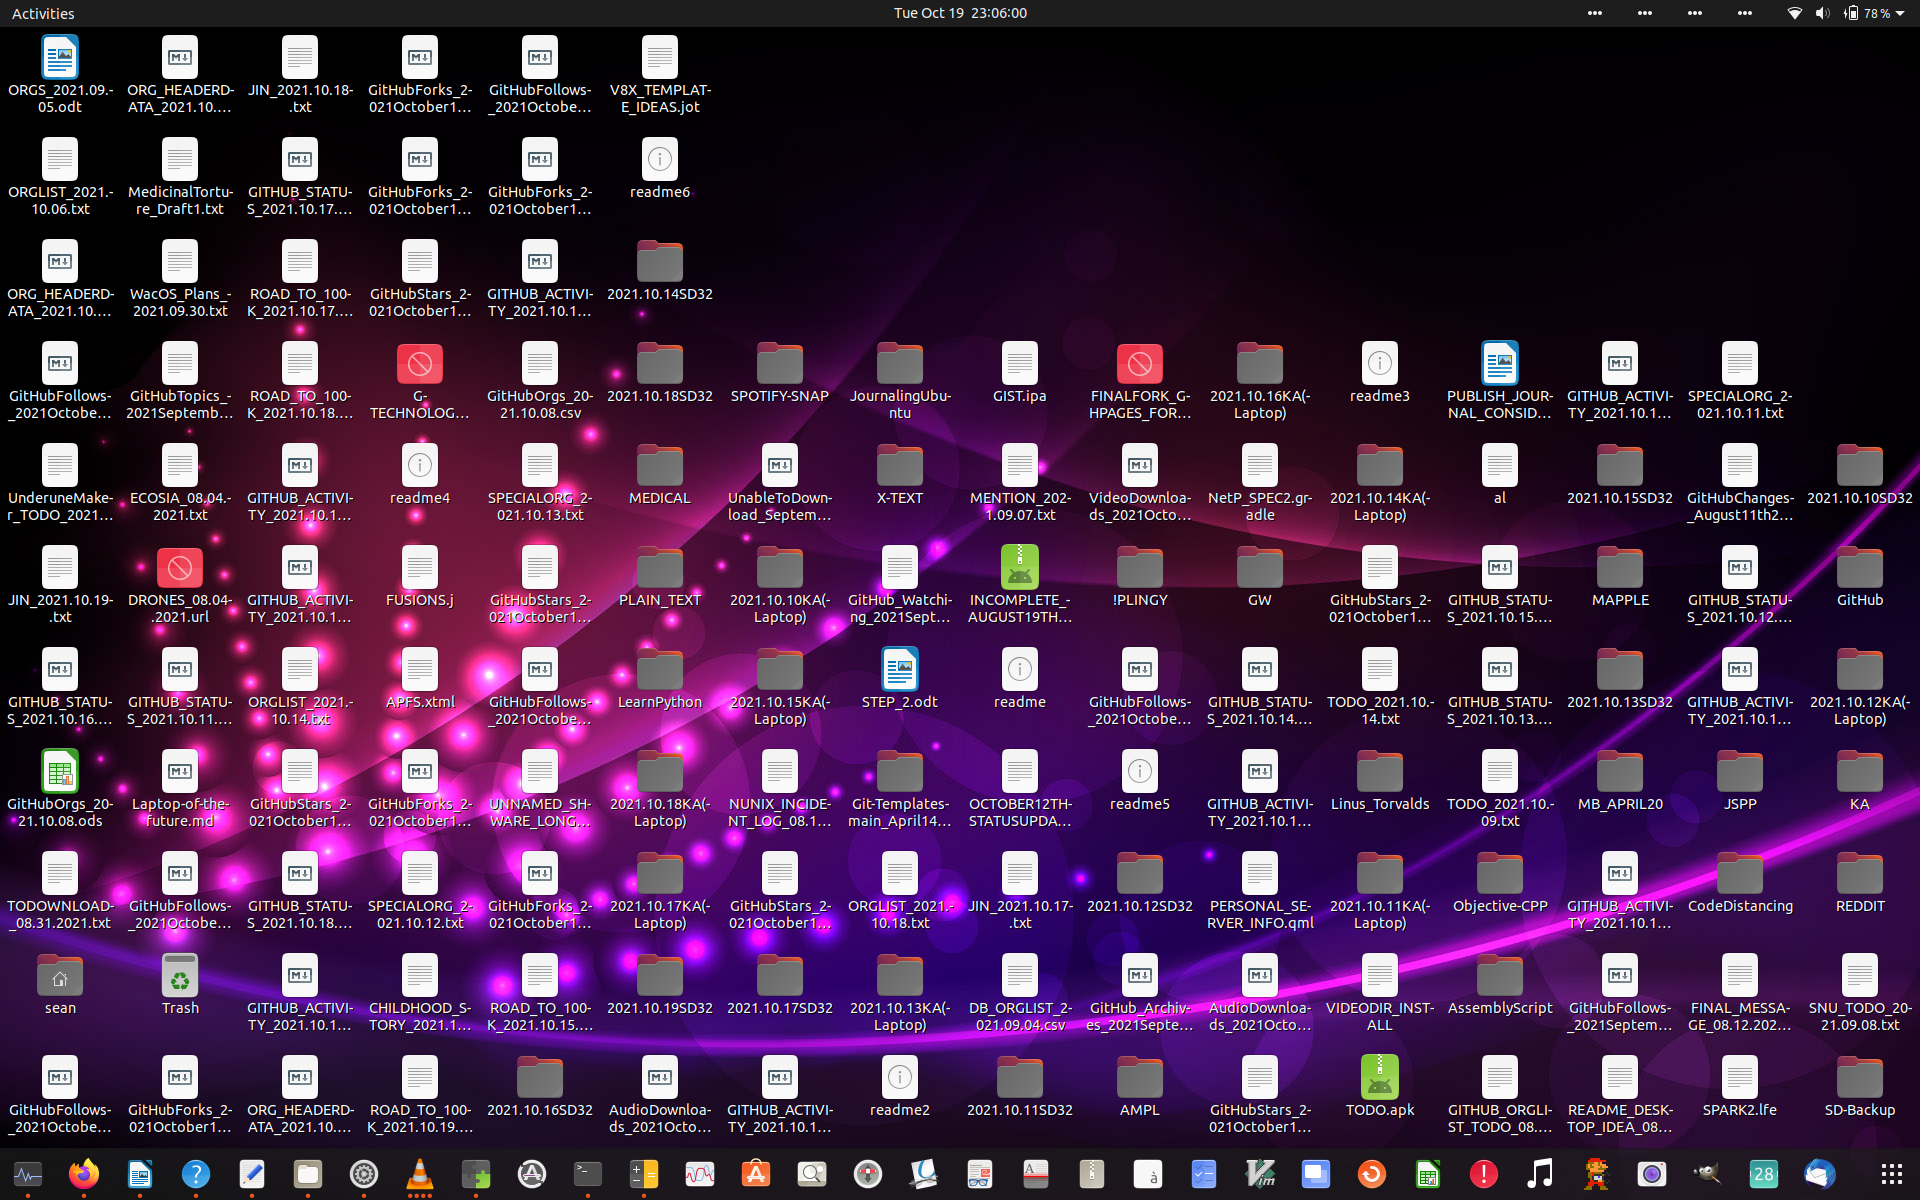 Activities
Tue Oct 19 23:06:00
78 %
ORGS_2021.09.-
05.odt
ORG_HEADERD-
ATA_2021.10....
JIN_2021.10.18-
.txt
GitHubForks_2-
021October1...
GitHubFollows-
_2021Octobe...
V8X_TEMPLAT-
E_IDEAS.jot
ORGLIST_2021.-
10.06.txt
MedicinalTortu-
re_Draft1.txt
GITHUB_STATU-
S_2021.10.17....
GitHubForks_2-
021October1...
GitHubForks_2-
021October1...
readme6
ORG_HEADERD-
ATA_2021.10....
WacOS_Plans_-
2021.09.30.txt
ROAD_TO_100-
K_2021.10.17....
GitHubStars_2-
021October1...
GITHUB_ACTIVI-
TY_2021.10.1...
2021.10.14SD32
GitHubFollows-
_2021Octobe...
GitHubTopics_-
2021Septemb...
ROAD_TO_100-
K_2021.10.18....
G-
TECHNOLOG...
GitHubOrgs_20-
21.10.08.csv
2021.10.18SD32
SPOTIFY-SNAP
JournalingUbu-
ntu
GIST.ipa
FINALFORK_G-
HPAGES_FOR...
2021.10.16KA(-
Laptop)
readme3
PUBLISH_JOUR-
NAL_CONSID...
GITHUB_ACTIVI-
TY_2021.10.1...
SPECIALORG_2-
021.10.11.txt
UnderuneMake-
r_TODO_2021...
ECOSIA_08.04.-
2021.txt
GITHUB_ACTIVI-
TY_2021.10.1...
readme4
SPECIALORG_2-
021.10.13.txt
MEDICAL
UnableToDown-
load_Septem...
X-TEXT
MENTION_202-
1.09.07.txt
VideoDownloa-
ds_2021Octo...
NetP_SPEC2.gr-
adle
2021.10.14KA(-
Laptop)
al
2021.10.15SD32
GitHubChanges-
_August11th2...
2021.10.10SD32
JIN_2021.10.19-
.txt
DRONES_08.04-
.2021.url
GITHUB_ACTIVI-
TY_2021.10.1...
FUSIONS.j
GitHubStars_2-
021October1...
PLAIN_TEXT
2021.10.10KA(-
Laptop)
GitHub_Watchi-
ng_2021Sept...
INCOMPLETE_-
AUGUST19TH...
!PLINGY
GW
GitHubStars_2-
021October1...
GITHUB_STATU-
S_2021.10.15....
MAPPLE
GITHUB_STATU-
S_2021.10.12....
GitHub
GITHUB_STATU-
S_2021.10.16....
GITHUB_STATU-
S_2021.10.11....
ORGLIST_2021.-
10.14.txt
APFS.xtml
GitHubFollows-
_2021Octobe...
LearnPython
2021.10.15KA(-
Laptop)
STEP_2.odt
readme
GitHubFollows-
_2021Octobe...
GITHUB_STATU-
S_2021.10.14....
TODO_2021.10.-
14.txt
GITHUB_STATU-
S_2021.10.13....
2021.10.13SD32
GITHUB_ACTIVI-
TY_2021.10.1...
2021.10.12KA(-
Laptop)
GitHubOrgs_20-
21.10.08.ods
Laptop-of-the-
future.md
GitHubStars_2-
021October1...
GitHubForks_2-
021October1...
UNNAMED_SH-
WARE_LONG...
2021.10.18KA(-
Laptop)
NUNIX_INCIDE-
NT_LOG_08.1...
Git-Templates-
main_April14...
OCTOBER12TH-
STATUSUPDA...
readme5
GITHUB_ACTIVI-
TY_2021.10.1...
Linus_Torvalds
TODO_2021.10.-
09.txt
MB_APRIL20
JSPP
KA
TODOWNLOAD-
_08.31.2021.txt
GitHubFollows-
_2021Octobe...
GITHUB_STATU-
S_2021.10.18....
SPECIALORG_2-
021.10.12.txt
GitHubForks_2-
021October1...
2021.10.17KA(-
Laptop)
GitHubStars_2-
021October1...
ORGLIST_2021.-
10.18.txt
JIN_2021.10.17-
.txt
2021.10.12SD32
PERSONAL_SE-
RVER_INFO.qml
2021.10.11KA(-
Laptop)
Objective-CPP
GITHUB_ACTIVI-
TY_2021.10.1...
CodeDistancing
REDDIT
sean
Trash
GITHUB_ACTIVI-
TY_2021.10.1...
CHILDHOOD_S-
TORY_2021.1...
ROAD_TO_100-
K_2021.10.15....
2021.10.19SD32
2021.10.17SD32
2021.10.13KA(-
Laptop)
DB_ORGLIST_2-
021.09.04.csv
GitHub_Archiv-
es_2021Septe...
AudioDownloa-
ds_2021Octo...
VIDEODIR_INST-
ALL
AssemblyScript
GitHubFollows-
_2021Septem...
FINAL_MESSA-
GE_08.12.202...
SNU_TODO_20-
21.09.08.txt
GitHubFollows-
_2021Octobe...
GitHubForks_2-
021October1...
ORG_HEADERD-
ATA_2021.10....
ROAD_TO_100-
K_2021.10.19....
2021.10.16SD32
AudioDownloa-
ds_2021Octo...
GITHUB_ACTIVI-
TY_2021.10.1...
readme2
2021.10.11SD32
AMPL
GitHubStars_2-
021October1...
TODO.apk
GITHUB_ORGLI-
ST_TODO_08....
README_DESK-
TOP_IDEA_08...
SPARK2.lfe
SD-Backup
28